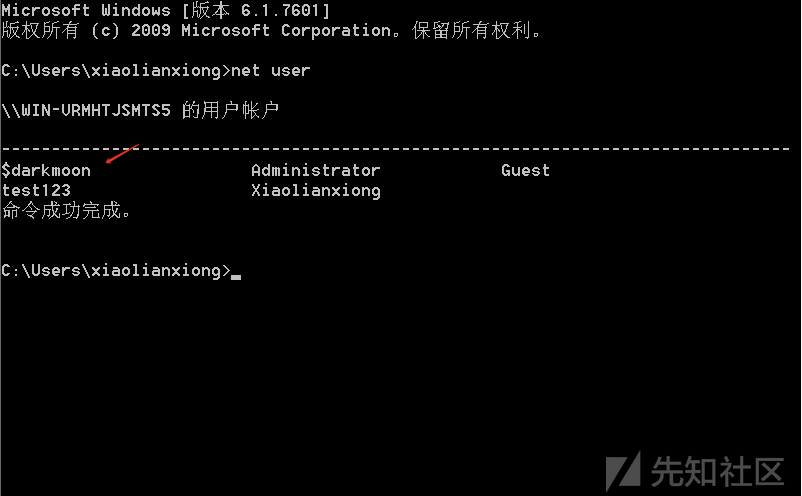 Microsoft Windows [版本 6.1.7601]
版权所有 (c) 2009 Microsoft Corporation。保留所有权利。
C:\Users\xiaolianxiong>net user
\\WIN-VRMHTJSMTS5 的用户帐户
-------------------------------------------------------------------------------
$darkmoon Administrator Guest
test123 Xiaolianxiong
命令成功完成。
C:\Users\xiaolianxiong>_
先知社区